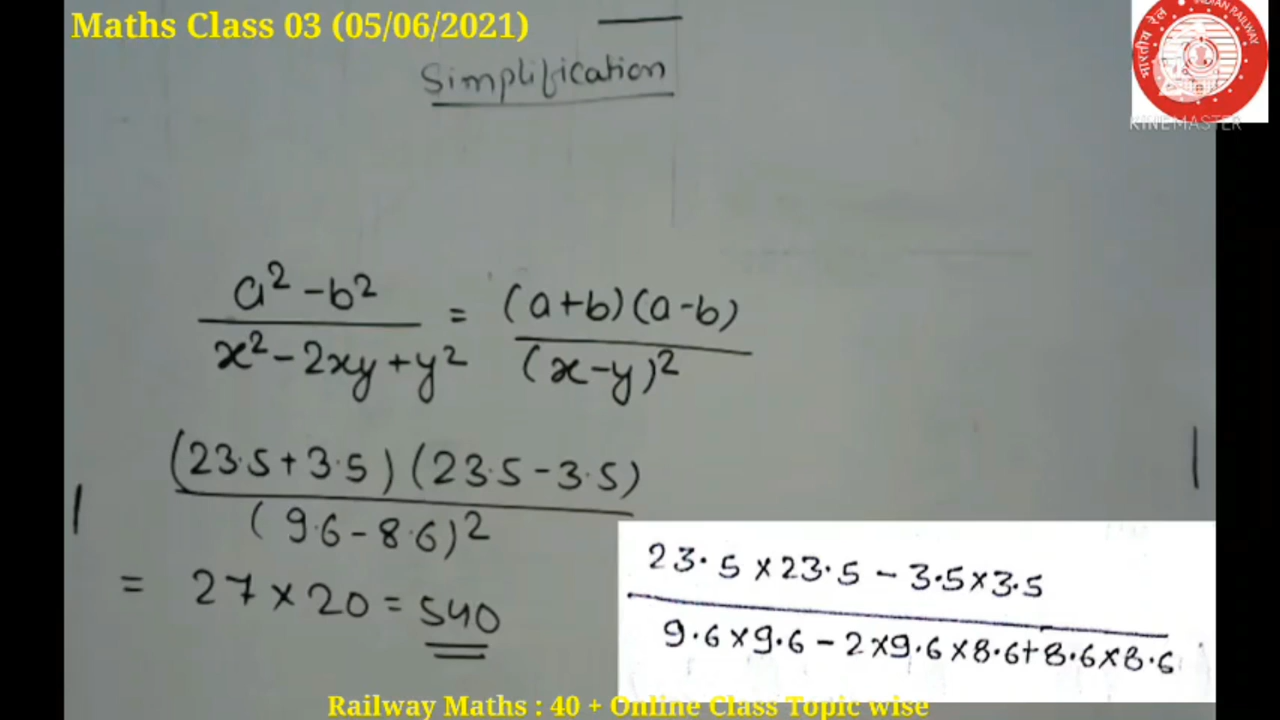 Maths Class 03 (05/06/2021)
भारतीय रेल INDIAN RAILWAY
KINEMASTER
Simplification
a² - b² / x² - 2xy + y² = (a+b)(a-b) / (x-y)²
(23.5+3.5)(23.5-3.5)
(9.6-8.6)²
= 27 × 20 = 540
23.5 × 23.5 - 3.5 × 3.5
9.6 × 9.6 - 2 × 9.6 × 8.6 + 8.6 × 8.6
Railway Maths : 40 + Online Class Topic wise